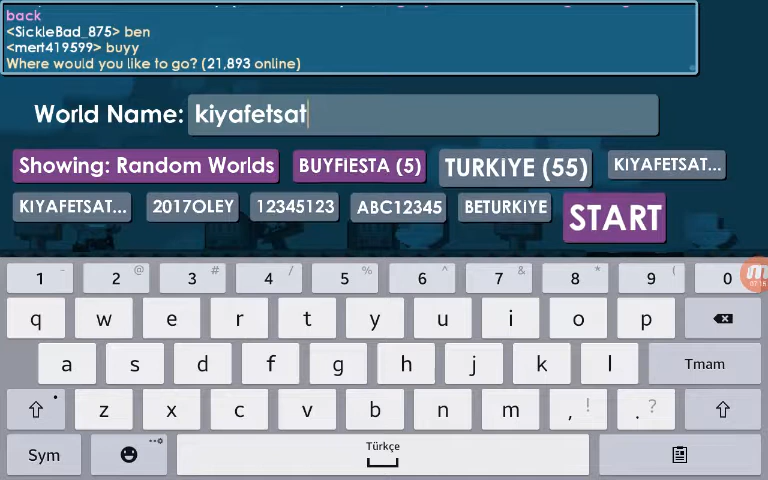 back
<SickleBad_875> ben
<mert419599> buyy
Where would you like to go? (21,893 online)
World Name: kiyafetsat
Showing: Random Worlds BUYFIESTA (5) TURKIYE (55) KIYAFETSAT...
KIYAFETSAT... 2017OLEY 12345123 ABC12345 BETURKIYE START
1 - 2 @ 3 # 4 / 5 % 6 ^ 7 & 8 * 9 ( 0
07:18
q w e r t y u i o p
a s d f g h j k l Tmam
z x c v b n m , ! . ?
Sym Türkçe